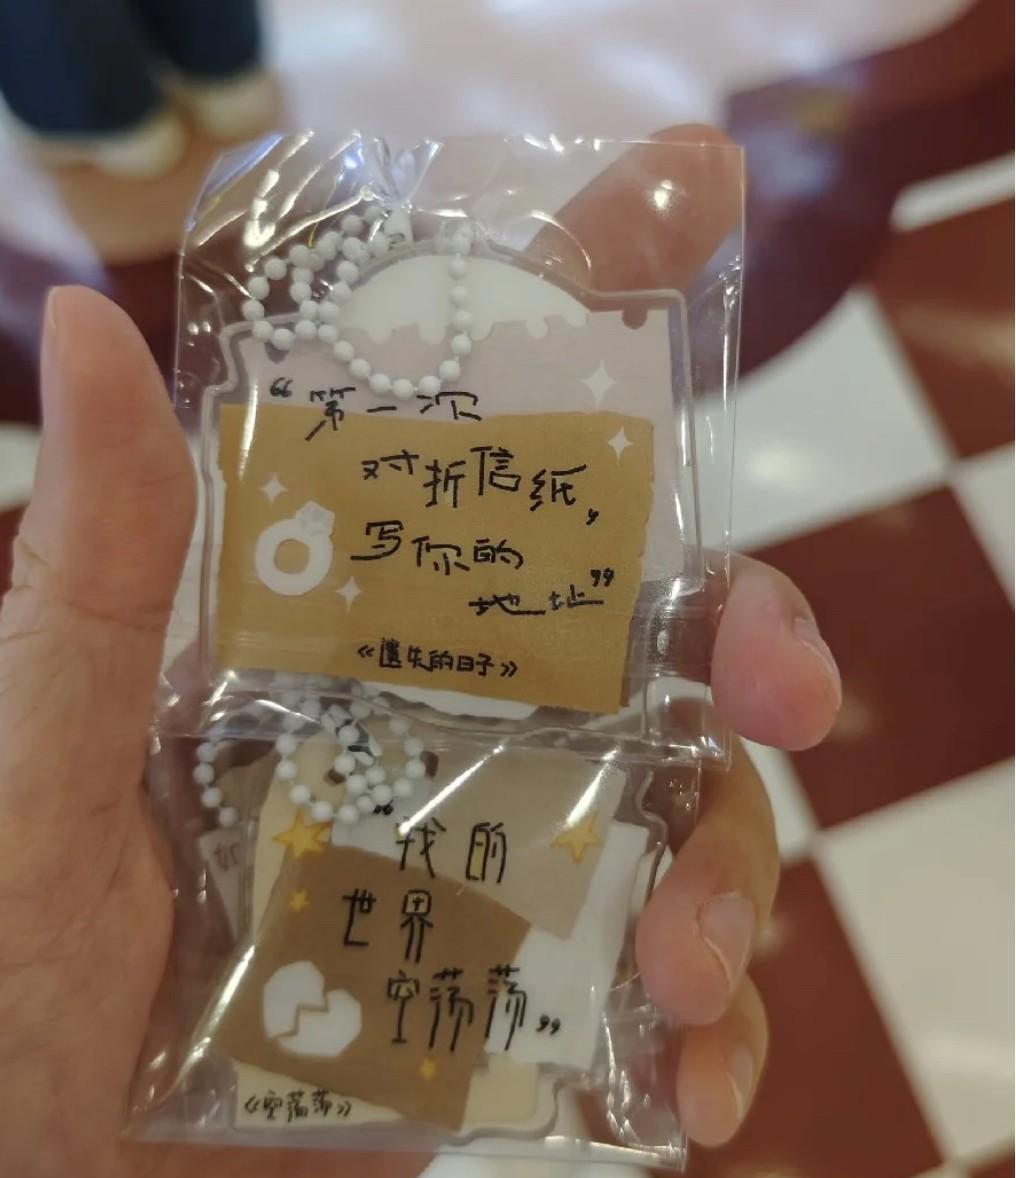 “第一次
对折信纸，
写你的
地址”
《遗失的日子》
“我的
世界
空荡荡”
《空荡荡》